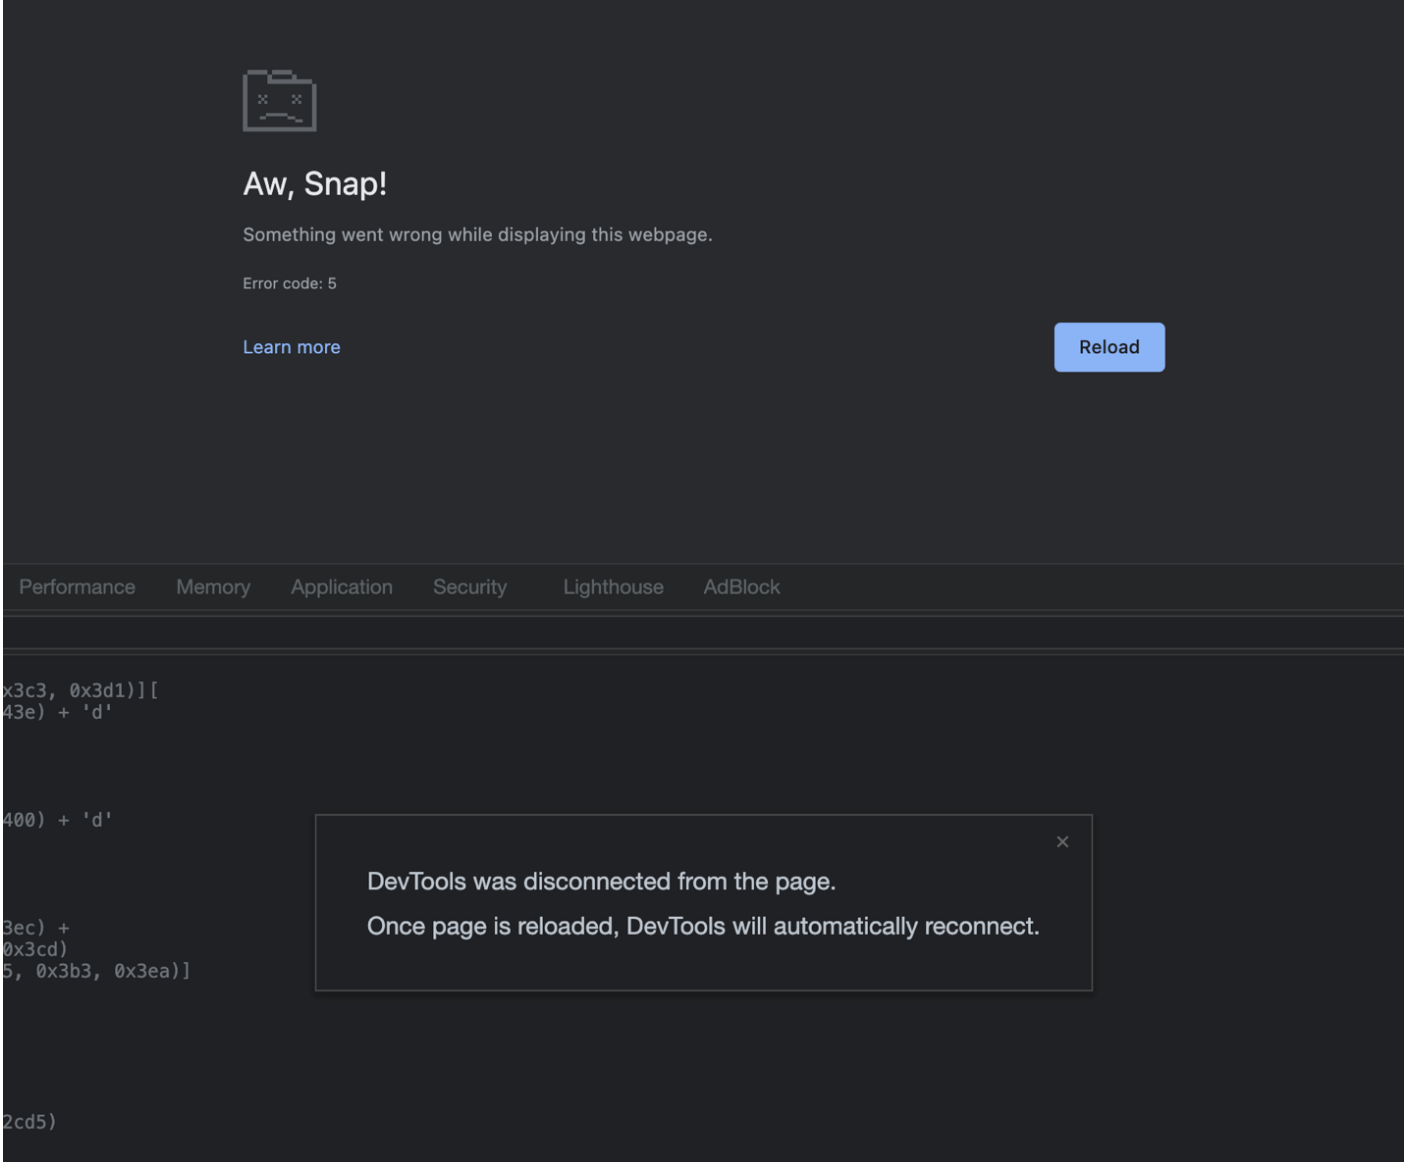 Aw, Snap!
Something went wrong while displaying this webpage.
Error code: 5
Learn more
Reload
Performance Memory Application Security Lighthouse AdBlock
x3c3, 0x3d1)][
43e) + 'd'
400) + 'd'
×
DevTools was disconnected from the page.
Once page is reloaded, DevTools will automatically reconnect.
3ec) +
0x3cd)
5, 0x3b3, 0x3ea)]
2cd5)